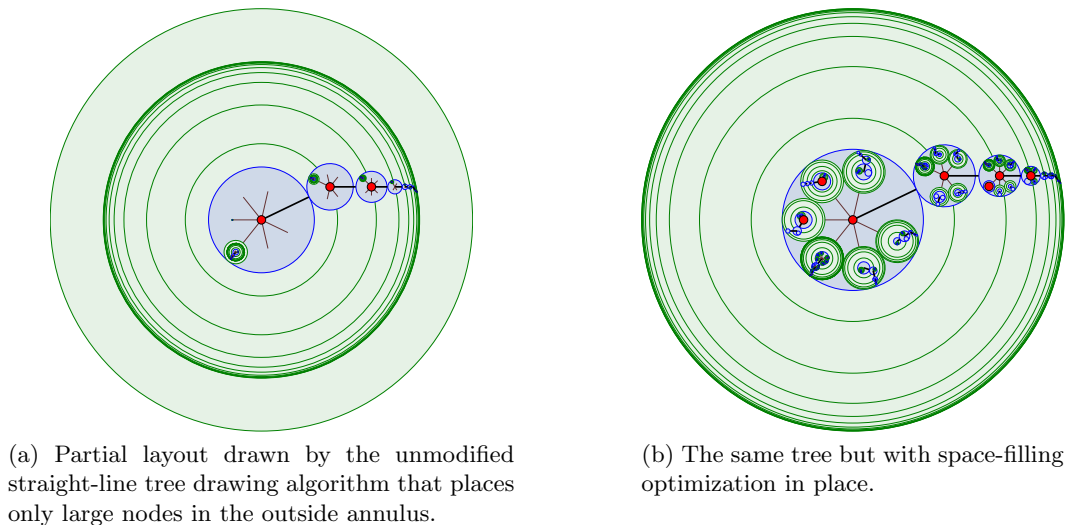 (a) Partial layout drawn by the unmodified
straight-line tree drawing algorithm that places
only large nodes in the outside annulus.
(b) The same tree but with space-filling
optimization in place.